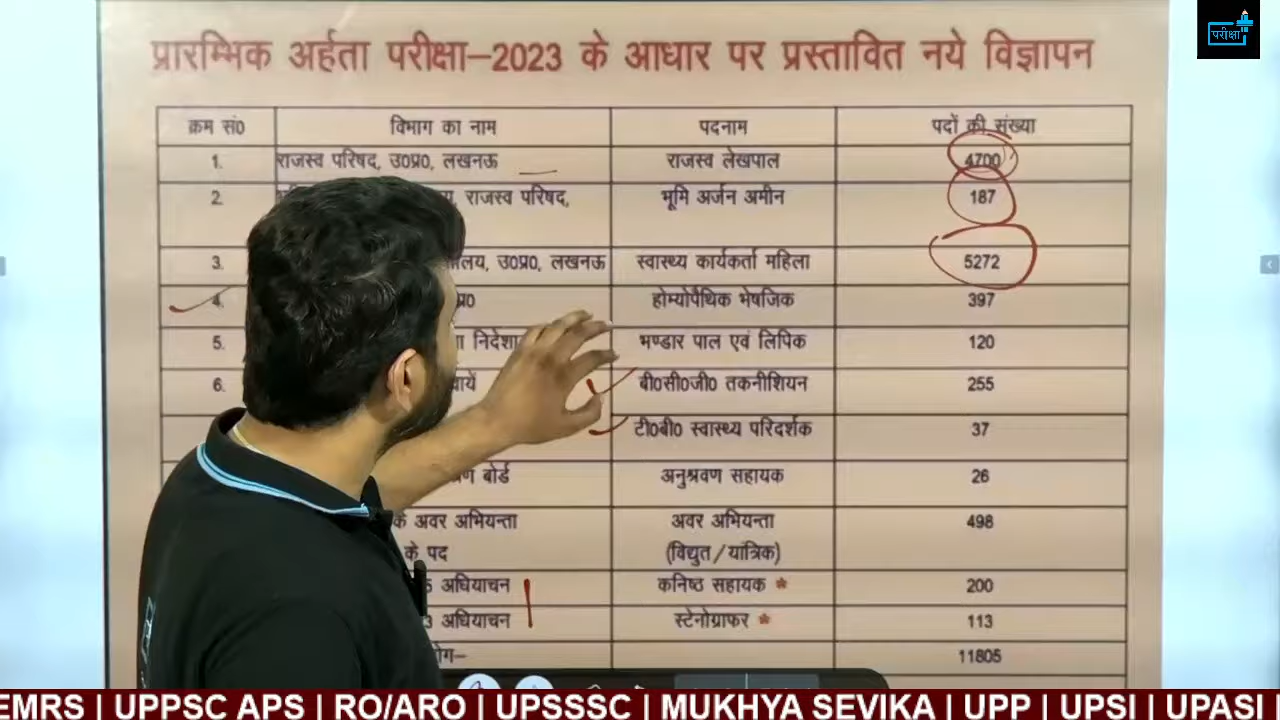 परीक्षा
प्रारम्भिक अर्हता परीक्षा–2023 के आधार पर प्रस्तावित नये विज्ञापन
क्रम सं0 विभाग का नाम पदनाम पदों की संख्या
1. राजस्व परिषद, उ0प्र0, लखनऊ राजस्व लेखपाल 4700
2. राजस्व परिषद, भूमि अर्जन अमीन 187
3. उ0प्र0, लखनऊ स्वास्थ्य कार्यकर्ता महिला 5272
4. होम्योपैथिक भेषजिक 397
5. भण्डार पाल एवं लिपिक 120
6. बी0सी0जी0 तकनीशियन 255
टी0बी0 स्वास्थ्य परिदर्शक 37
बोर्ड अनुश्रवण सहायक 26
अवर अभियन्ता अवर अभियन्ता 498
के पद (विद्युत/यांत्रिक)
अधियाचन कनिष्ठ सहायक * 200
अधियाचन स्टेनोग्राफर * 113
11805
EMRS | UPPSC APS | RO/ARO | UPSSSC | MUKHYA SEVIKA | UPP | UPSI | UPASI